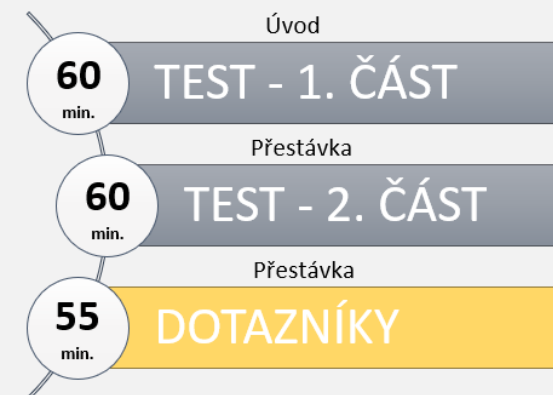 Úvod
60
min.
TEST - 1. ČÁST
Přestávka
60
min.
TEST - 2. ČÁST
Přestávka
55
min.
DOTAZNÍKY